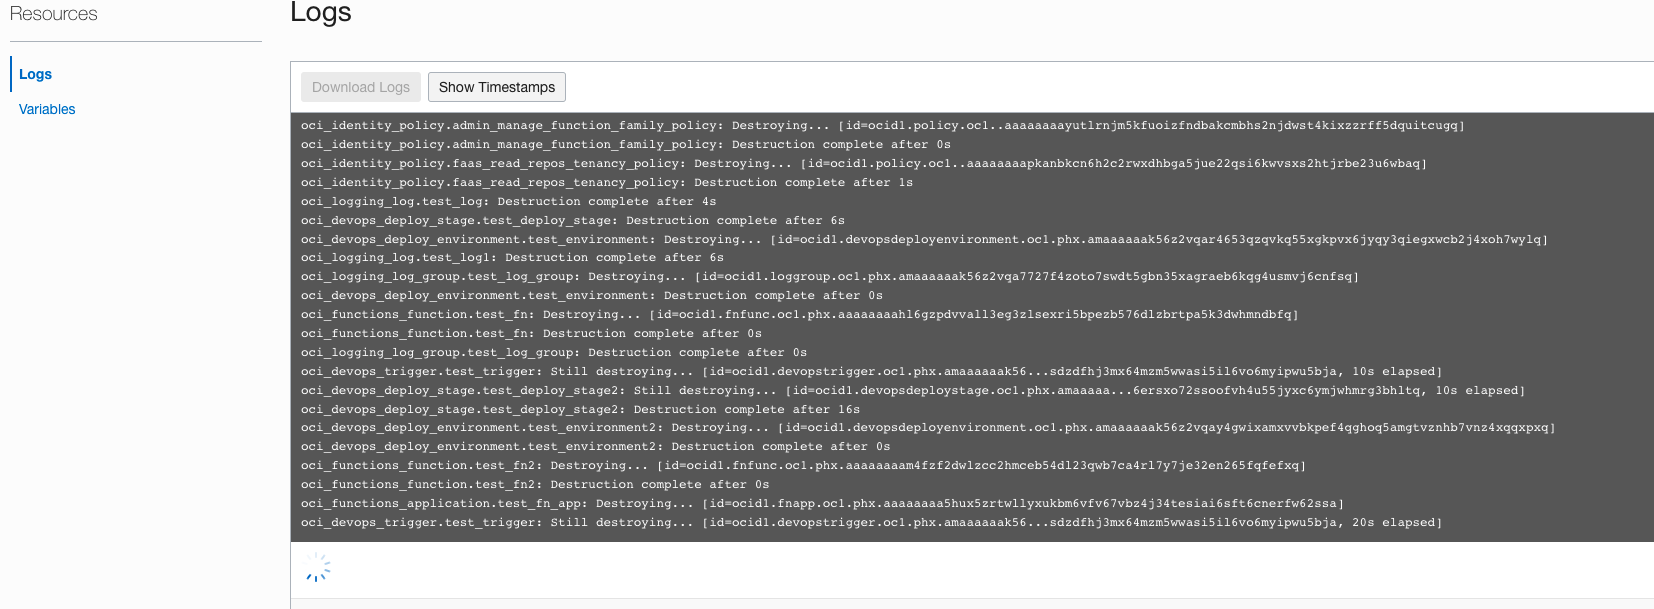 Resources
Logs
Variables
Logs
Download Logs
Show Timestamps
oci_identity_policy.admin_manage_function_family_policy: Destroying... [id=ocid1.policy.oc1..aaaaaaaayutlrnjm5kfuoizfndbakcmbhs2njdwst4kixzzrff5dquitcugq]
oci_identity_policy.admin_manage_function_family_policy: Destruction complete after 0s
oci_identity_policy.faas_read_repos_tenancy_policy: Destroying... [id=ocid1.policy.oc1..aaaaaaaapkanbkcn6h2c2rwxdhbga5jue22qsi6kwvsxs2htjrbe23u6wbaq]
oci_identity_policy.faas_read_repos_tenancy_policy: Destruction complete after 1s
oci_logging_log.test_log: Destruction complete after 4s
oci_devops_deploy_stage.test_deploy_stage: Destruction complete after 6s
oci_devops_deploy_environment.test_environment: Destroying... [id=ocid1.devopsdeployenvironment.oc1.phx.amaaaaaak56z2vqar4653qzqvkq55xgkpvx6jyqy3qiegxwcb2j4xoh7wylq]
oci_logging_log.test_log1: Destruction complete after 6s
oci_logging_log_group.test_log_group: Destroying... [id=ocid1.loggroup.oc1.phx.amaaaaaak56z2vqa7727f4zoto7swdt5gbn35xagraeb6kqg4usmvj6cnfsq]
oci_devops_deploy_environment.test_environment: Destruction complete after 0s
oci_functions_function.test_fn: Destroying... [id=ocid1.fnfunc.oc1.phx.aaaaaaaahl6gzpdvvall3eg3zlsexri5bpezb576dlzbrtpa5k3dwhmndbfq]
oci_functions_function.test_fn: Destruction complete after 0s
oci_logging_log_group.test_log_group: Destruction complete after 0s
oci_devops_trigger.test_trigger: Still destroying... [id=ocid1.devopstrigger.oc1.phx.amaaaaaak56...sdzdfhj3mx64mzm5wwasi5il6vo6myipwu5bja, 10s elapsed]
oci_devops_deploy_stage.test_deploy_stage2: Still destroying... [id=ocid1.devopsdeploystage.oc1.phx.amaaaaa...6ersxo72ssoofvh4u55jyxc6ymjwhmrg3bhltq, 10s elapsed]
oci_devops_deploy_stage.test_deploy_stage2: Destruction complete after 16s
oci_devops_deploy_environment.test_environment2: Destroying... [id=ocid1.devopsdeployenvironment.oc1.phx.amaaaaaak56z2vqay4gwixamxvvbkpef4qghoq5amgtvznhb7vnz4xqqxpxq]
oci_devops_deploy_environment.test_environment2: Destruction complete after 0s
oci_functions_function.test_fn2: Destroying... [id=ocid1.fnfunc.oc1.phx.aaaaaaaam4fzf2dwlzcc2hmceb54dl23qwb7ca4rl7y7je32en265fqfefxq]
oci_functions_function.test_fn2: Destruction complete after 0s
oci_functions_application.test_fn_app: Destroying... [id=ocid1.fnapp.oc1.phx.aaaaaaaa5hux5zrtwllyxukbm6vfv67vbz4j34tesiai6sft6cnerfw62ssa]
oci_devops_trigger.test_trigger: Still destroying... [id=ocid1.devopstrigger.oc1.phx.amaaaaaak56...sdzdfhj3mx64mzm5wwasi5il6vo6myipwu5bja, 20s elapsed]